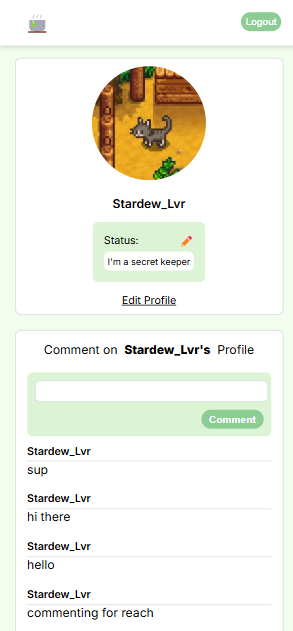 Logout
Stardew_Lvr
Status:
I'm a secret keeper
Edit Profile
Comment on Stardew_Lvr's Profile
Comment
Stardew_Lvr
sup
Stardew_Lvr
hi there
Stardew_Lvr
hello
Stardew_Lvr
commenting for reach